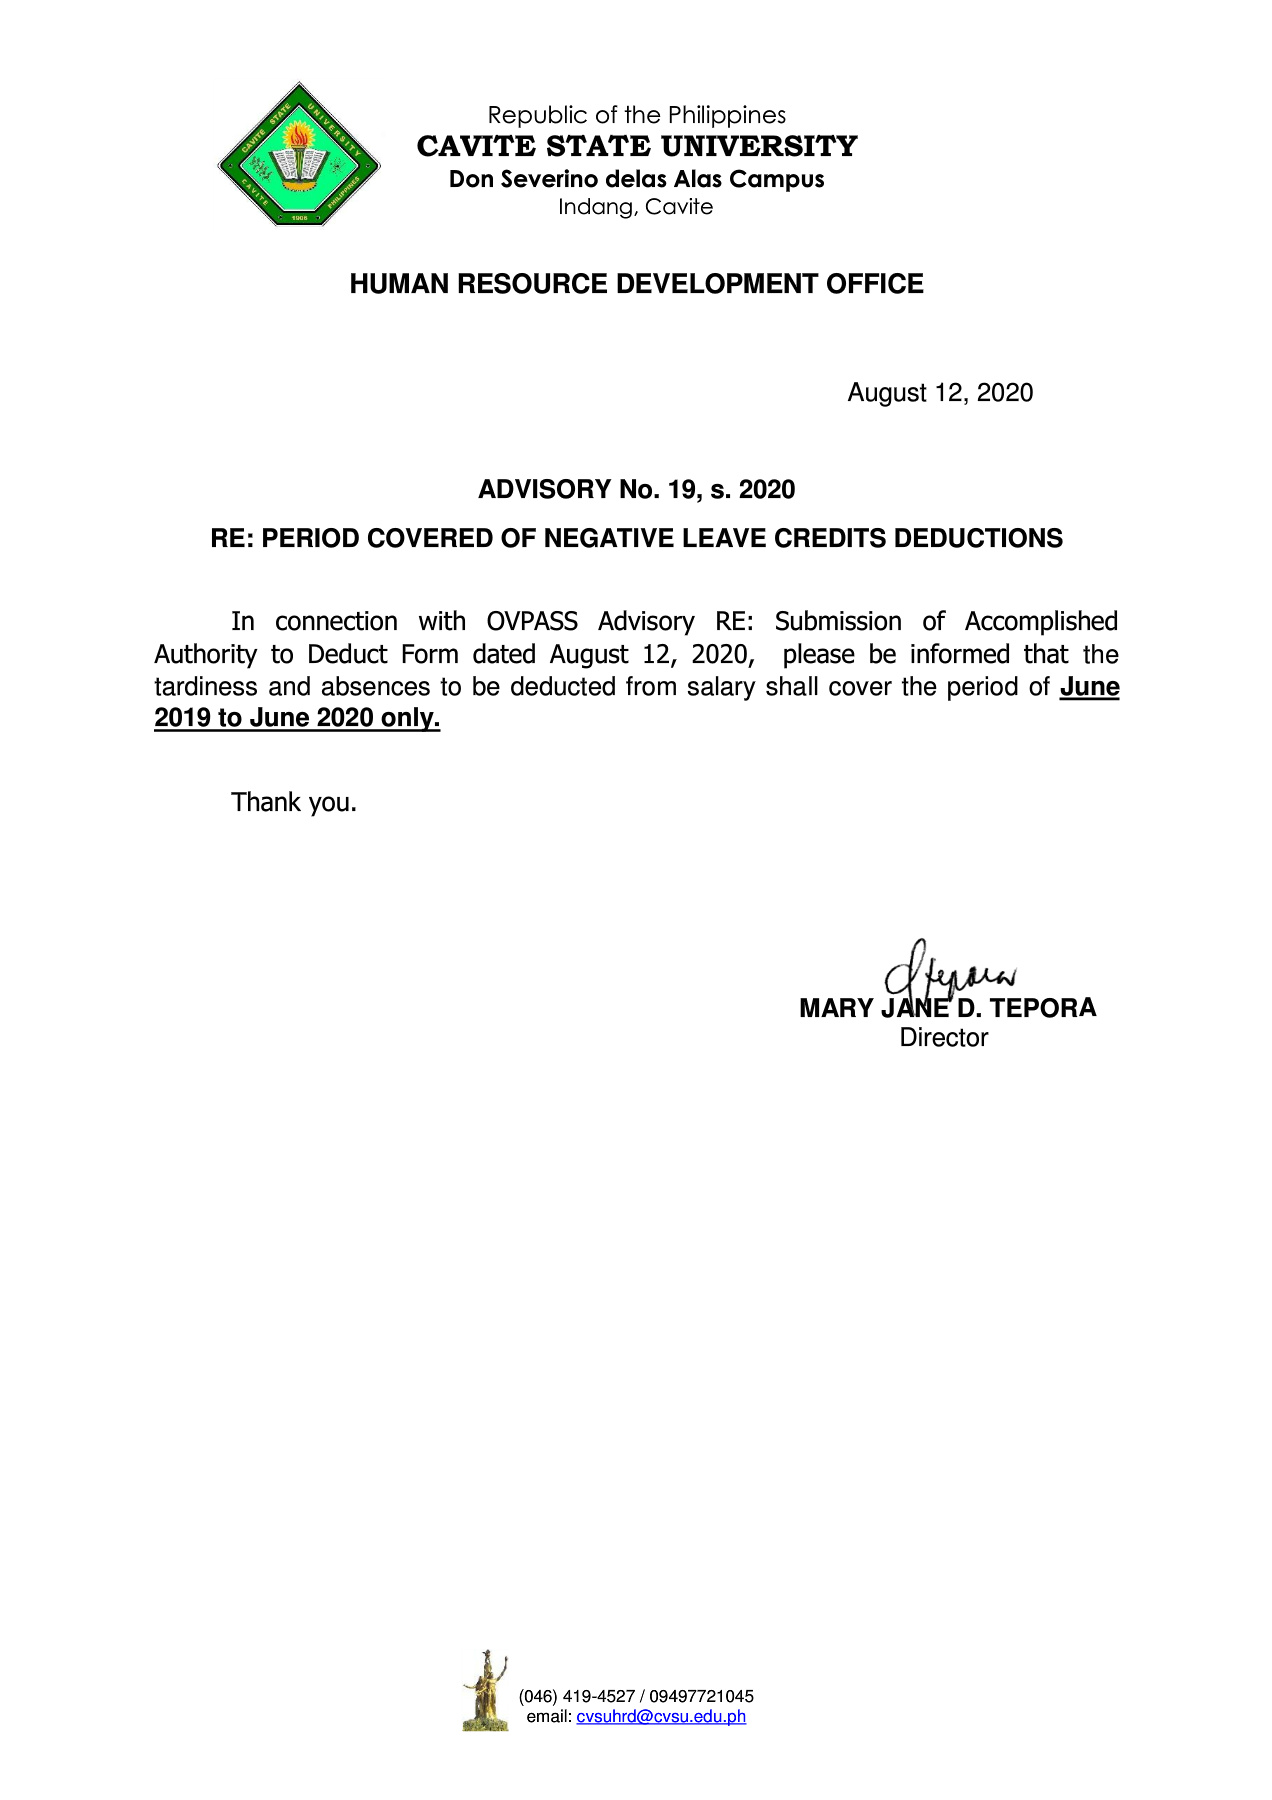 CAVITE STATE UNIVERSITY
CAVITE PHILIPPINES
1906
Republic of the Philippines
CAVITE STATE UNIVERSITY
Don Severino delas Alas Campus
Indang, Cavite
HUMAN RESOURCE DEVELOPMENT OFFICE
August 12, 2020
ADVISORY No. 19, s. 2020
RE: PERIOD COVERED OF NEGATIVE LEAVE CREDITS DEDUCTIONS
In connection with OVPASS Advisory RE: Submission of Accomplished
Authority to Deduct Form dated August 12, 2020, please be informed that the
tardiness and absences to be deducted from salary shall cover the period of June
2019 to June 2020 only.
Thank you.
MARY JANE D. TEPORA
Director
(046) 419-4527 / 09497721045
email: cvsuhrd@cvsu.edu.ph